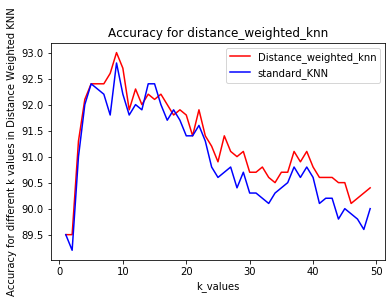 Accuracy for distance_weighted_knn
Accuracy for different k values in Distance Weighted KNN
93.0
92.5
92.0
91.5
91.0
90.5
90.0
89.5
Distance_weighted_knn
standard_KNN
0 10 20 30 40 50
k_values